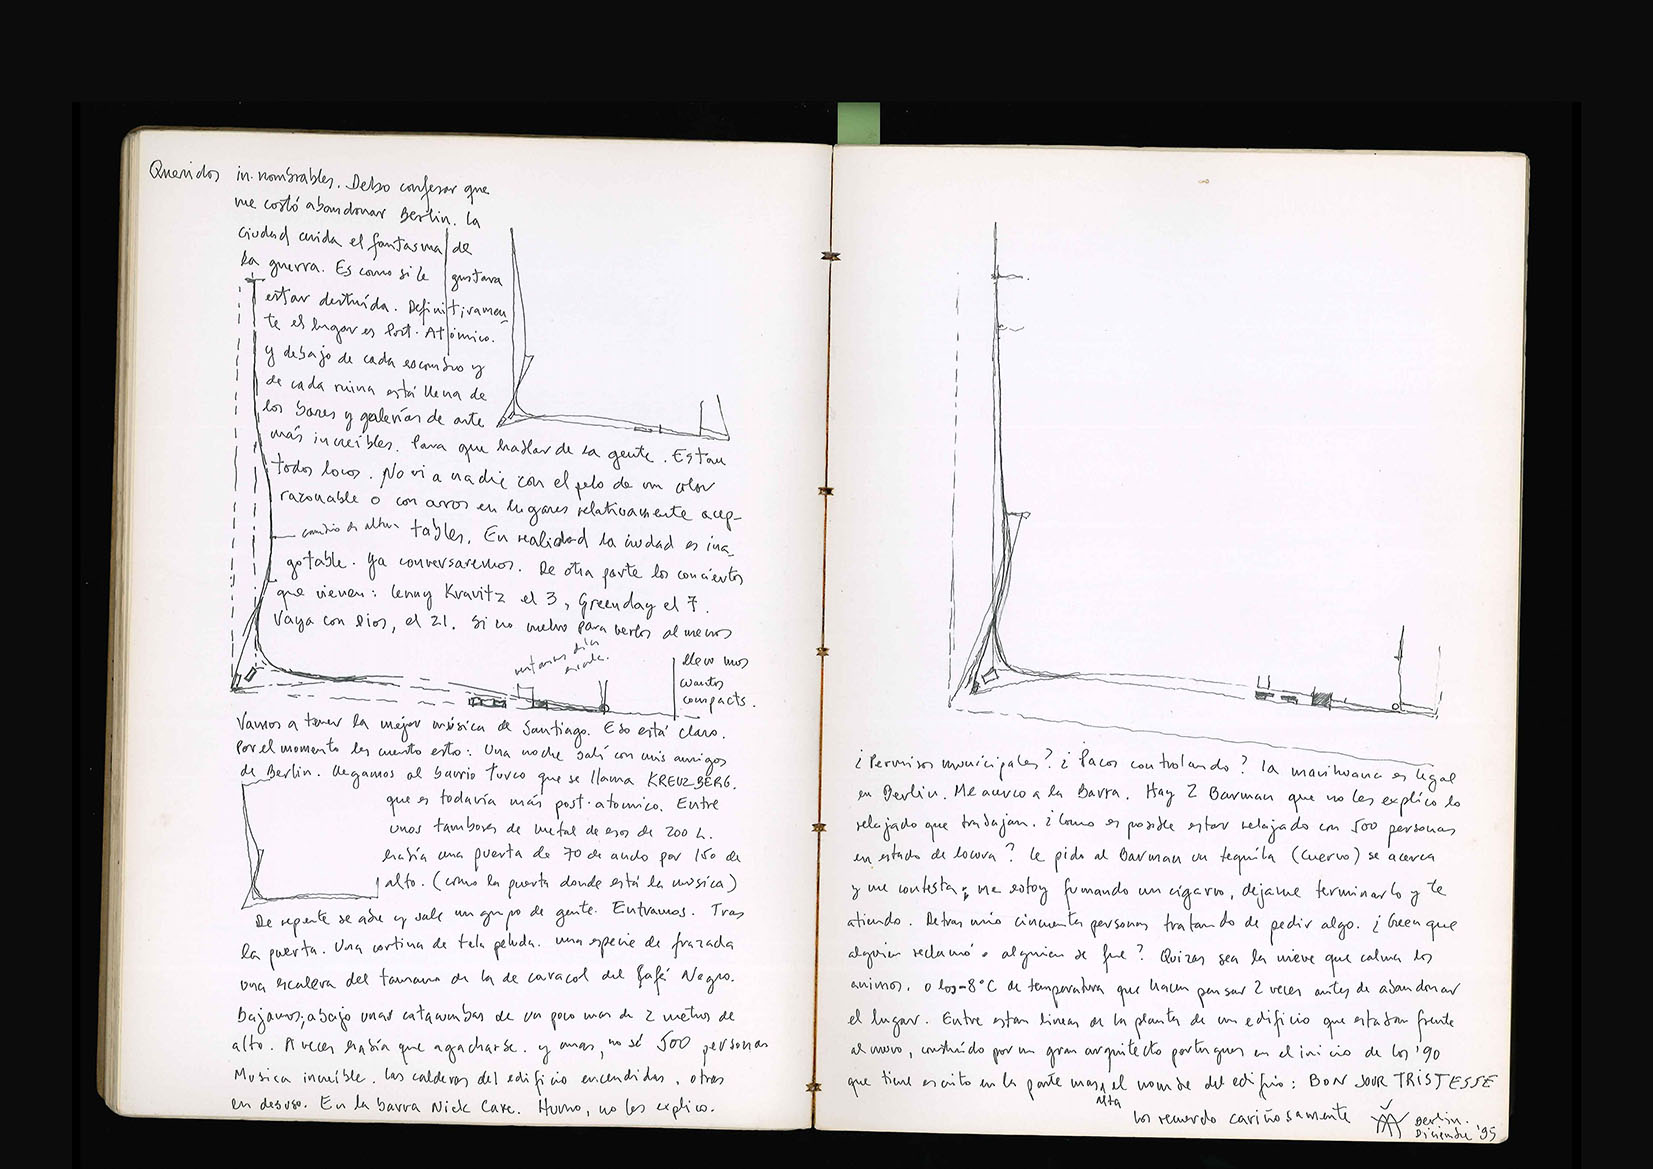 Queridos in.nombrables. Debo confesar que
me costó abandonar Berlin. La
ciudad cuida el fantasma de
la guerra. Es como si le gustara
estar destruída. Definitivamen
te el lugar es Post. Atómico.
y debajo de cada escombro y
de cada ruina está llena de
los bares y galerías de arte
más increíbles. Para que hablar de la gente. Estan
todos locos. No vi a nadie con el pelo de un color
razonable o con aros en lugares relativamente acep-
cambio de altura
tables. En realidad la ciudad es ina-
gotable. Ya conversaremos. De otra parte los conciertos
que vienen: Lenny Kravitz el 3, Greenday el 7.
Vaya con Dios, el 21. Si no vuelvo para verlos al menos
llevo unos
cuantos
compacts.
Vamos a tener la mejor música de Santiago. Eso está claro.
Por el momento les cuento esto: Una noche salí con mis amigos
de Berlin. Llegamos al barrio turco que se llama KREUZBERG.
que es todavía más post-atomico. Entre
unos tambores de metal de esos de 200 L.
había una puerta de 70 de ancho por 150 de
alto. (como la puerta donde está la música)
De repente se abre y sale un grupo de gente. Entramos. Tras
la puerta. Una cortina de tela peluda. una especie de frazada
una escalera del tamano de la de caracol del Café Negro.
bajamos; abajo unas catacumbas de un poco mas de 2 metros de
alto. A veces había que agacharse. y unas, no sé 500 personas
Musica increíble. Las calderas del edificio encendidas, otras
en desuso. En la barra Nick Cave. Humo, no les explico.
¿Permisos municipales? ¿Pacos controlando? La marihuana es legal
en Berlin. Me acerco a la Barra. Hay 2 Barman que no les explico lo
relajado que trabajan. ¿Como es posible estar relajado con 500 personas
en estado de locura? Le pido al Barman un tequila (Cuervo) se acerca
y me contesta; me estoy fumando un cigarro, dejame terminarlo y te
atiendo. Detras mio cincuenta personas tratando de pedir algo. ¿Creen que
alguien reclamó o alguien se fue? Quizas sea la nieve que calma los
animos, o los -8°C de temperatura que hacen pensar 2 veces antes de abandonar
el lugar. Entre estan lineas de la planta de un edificio que estaban frente
al muro, construído por un gran arquitecto portugues en el inicio de los '90
que tiene escrito en la parte mas alta el nombre del edificio: BON JOUR TRISTESSE
Los recuerdo cariñosamente
Berlin.
Diciembre '95